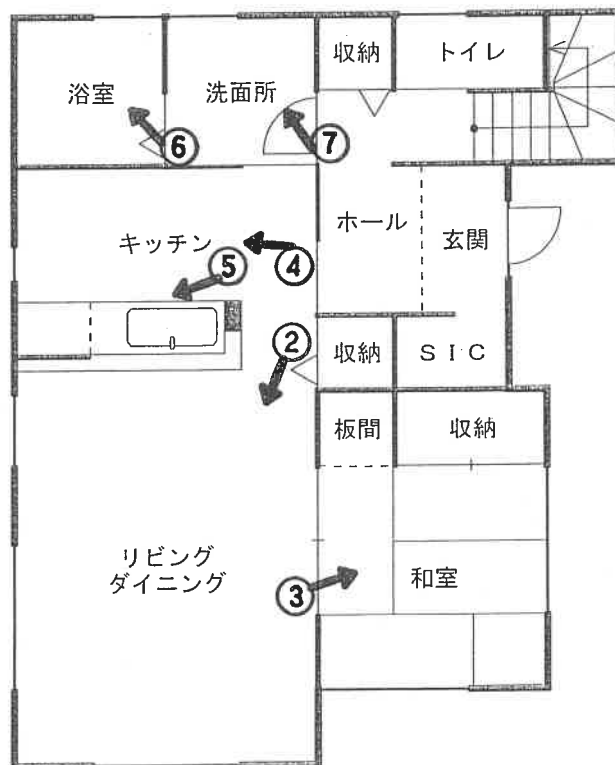 収納
トイレ
浴室
洗面所
⑥
⑦
ホール
玄関
キッチン
④
⑤
②
収納
ＳＩＣ
板間
収納
リビング
ダイニング
③
和室